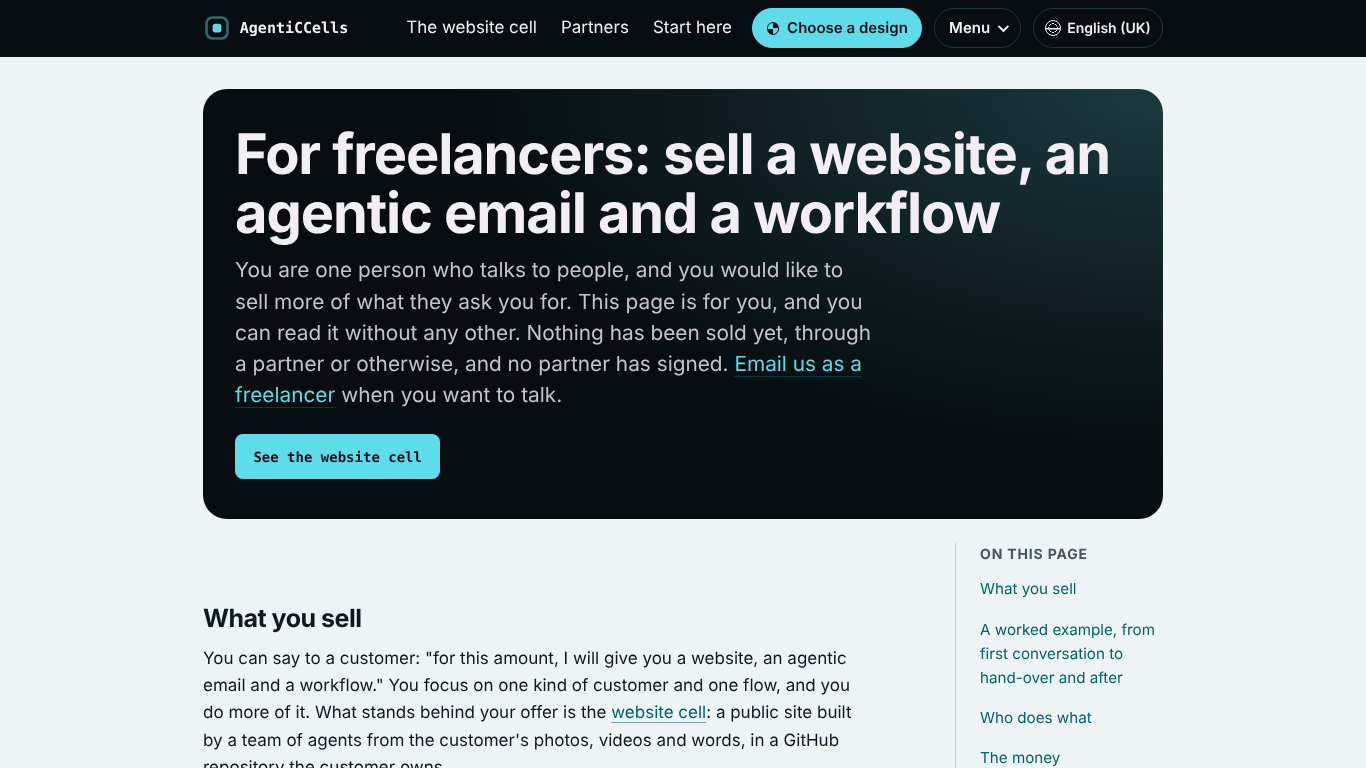 AgentiCCells
The website cell
Partners
Start here
Choose a design
Menu
English (UK)
For freelancers: sell a website, an
agentic email and a workflow
You are one person who talks to people, and you would like to
sell more of what they ask you for. This page is for you, and you
can read it without any other. Nothing has been sold yet, through
a partner or otherwise, and no partner has signed. Email us as a
freelancer when you want to talk.
See the website cell
ON THIS PAGE
What you sell
A worked example, from
first conversation to
hand-over and after
Who does what
The money
What you sell
You can say to a customer: "for this amount, I will give you a website, an agentic
email and a workflow." You focus on one kind of customer and one flow, and you
do more of it. What stands behind your offer is the website cell: a public site built
by a team of agents from the customer's photos, videos and words, in a GitHub
repository the customer owns.